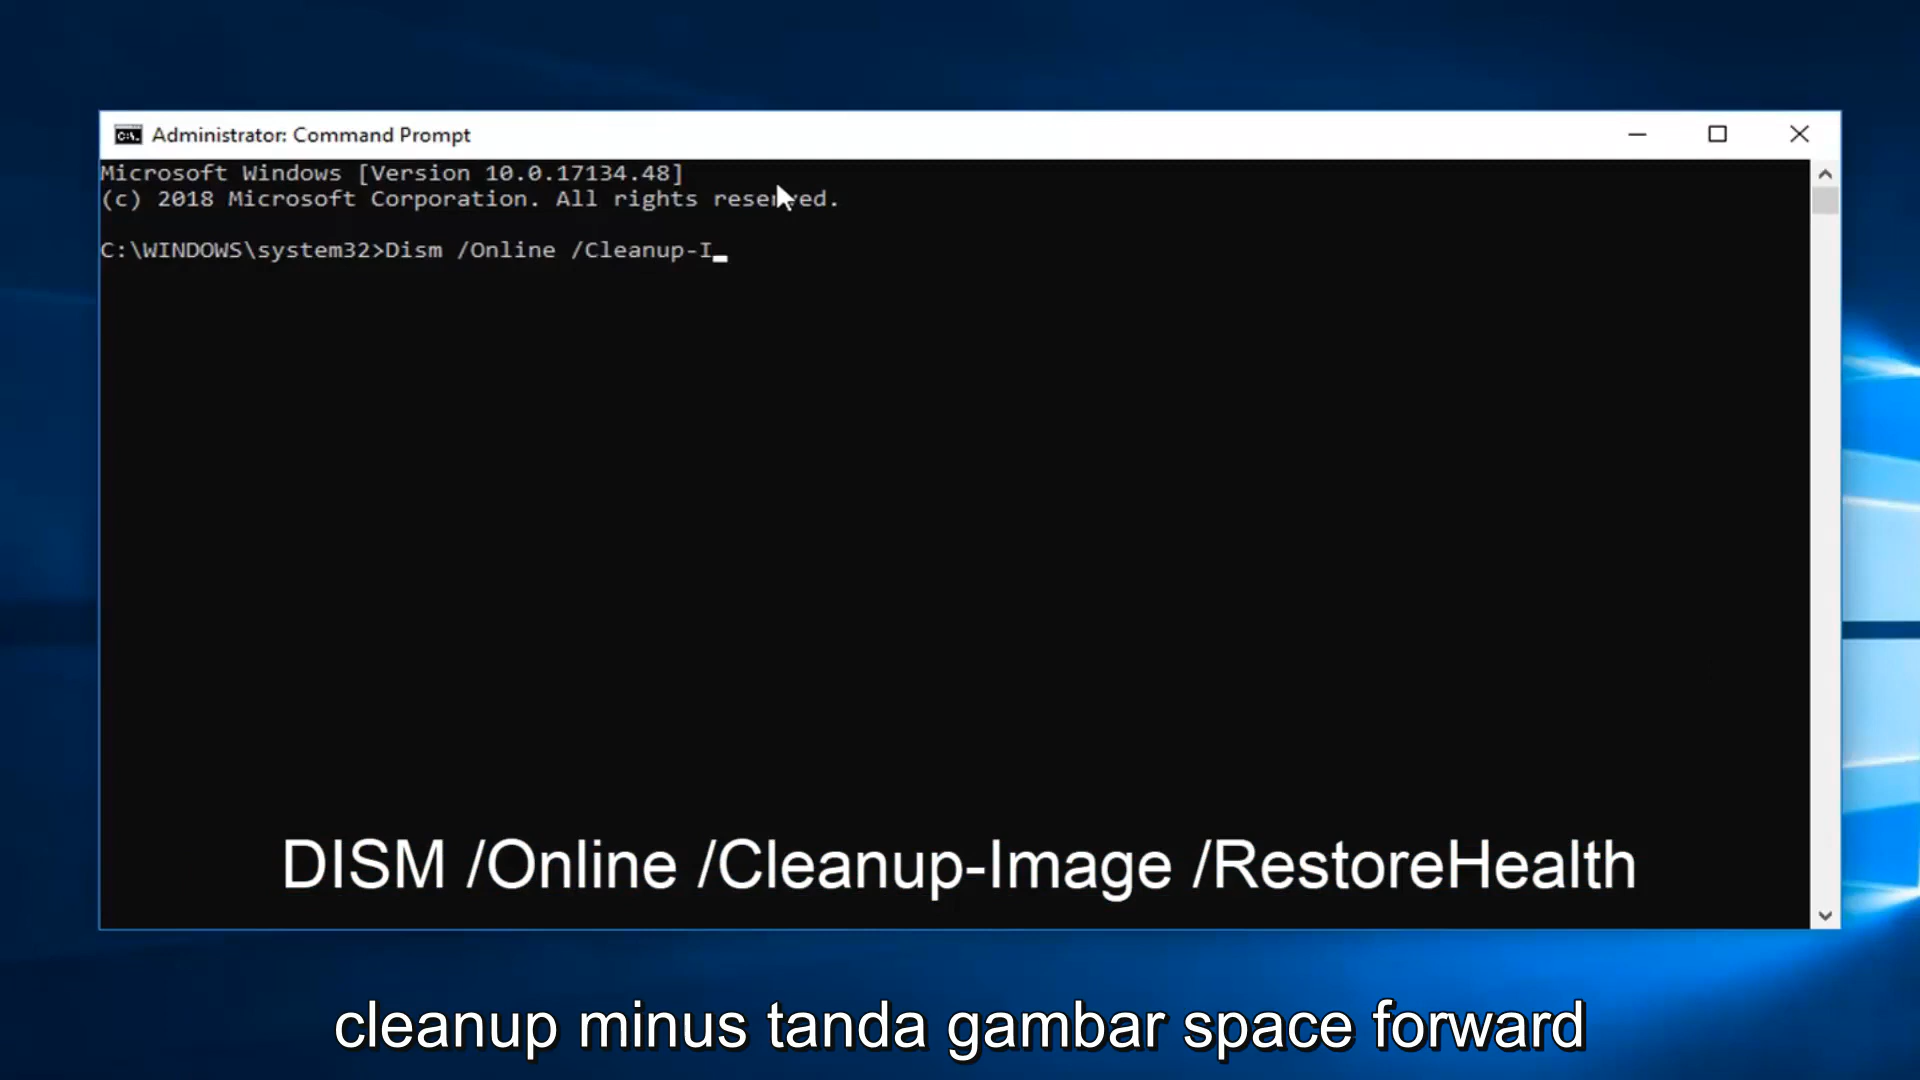 Administrator: Command Prompt
Microsoft Windows [Version 10.0.17134.48]
(c) 2018 Microsoft Corporation. All rights reserved.
C:\WINDOWS\system32>Dism /Online /Cleanup-I
DISM /Online /Cleanup-Image /RestoreHealth
cleanup minus tanda gambar space forward